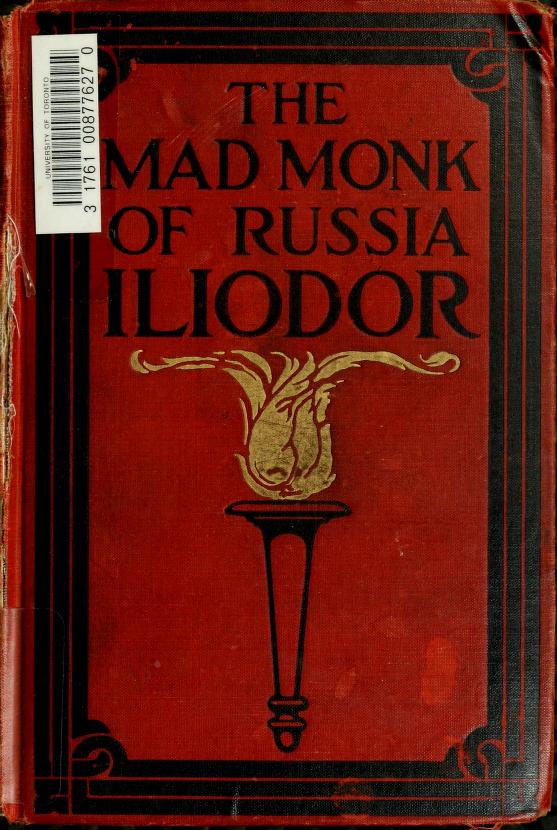 THE
MAD MONK
OF RUSSIA
ILIODOR
UNIVERSITY OF TORONTO
3 1761 00877627 0